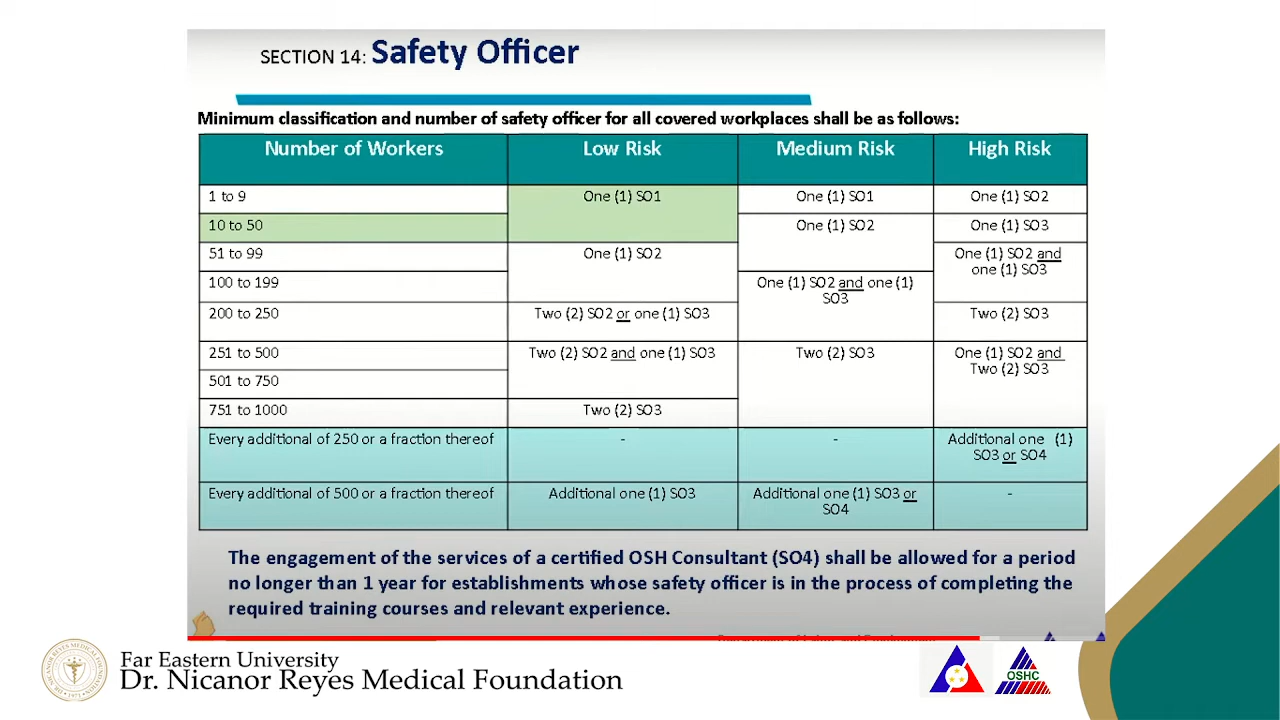 SECTION 14: Safety Officer
Minimum classification and number of safety officer for all covered workplaces shall be as follows:
Number of Workers Low Risk Medium Risk High Risk
1 to 9 One (1) SO1 One (1) SO1 One (1) SO2
10 to 50 One (1) SO2 One (1) SO3
51 to 99 One (1) SO2 One (1) SO2 and
one (1) SO3
100 to 199 One (1) SO2 and one (1)
SO3
200 to 250 Two (2) SO2 or one (1) SO3 Two (2) SO3
251 to 500 Two (2) SO2 and one (1) SO3 Two (2) SO3 One (1) SO2 and
Two (2) SO3
501 to 750
751 to 1000 Two (2) SO3
Every additional of 250 or a fraction thereof - - Additional one (1)
SO3 or SO4
Every additional of 500 or a fraction thereof Additional one (1) SO3 Additional one (1) SO3 or -
SO4
The engagement of the services of a certified OSH Consultant (SO4) shall be allowed for a period
no longer than 1 year for establishments whose safety officer is in the process of completing the
required training courses and relevant experience.
Far Eastern University
Dr. Nicanor Reyes Medical Foundation
OSHC